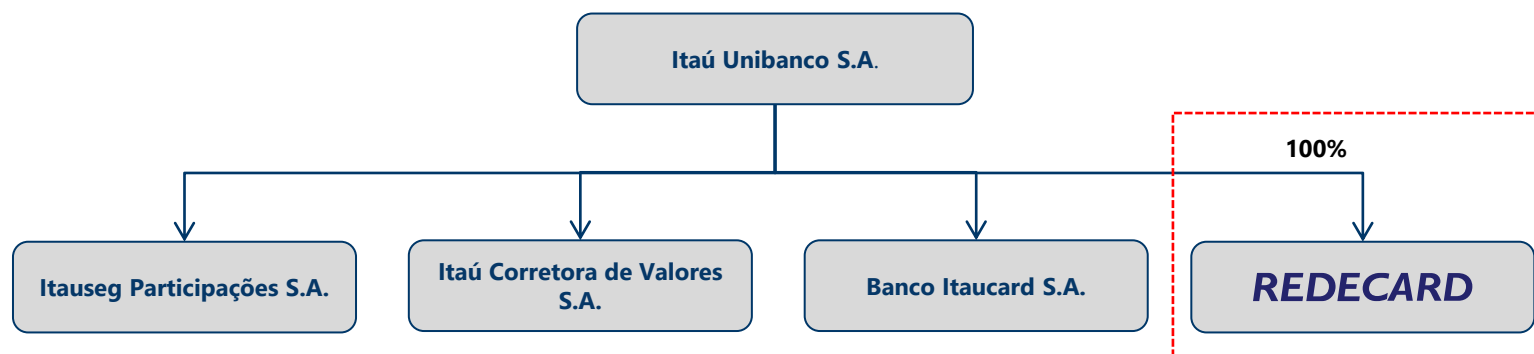 Itaú Unibanco S.A.
100%
Itauseg Participações S.A.
Itaú Corretora de Valores
S.A.
Banco Itaucard S.A.
REDECARD